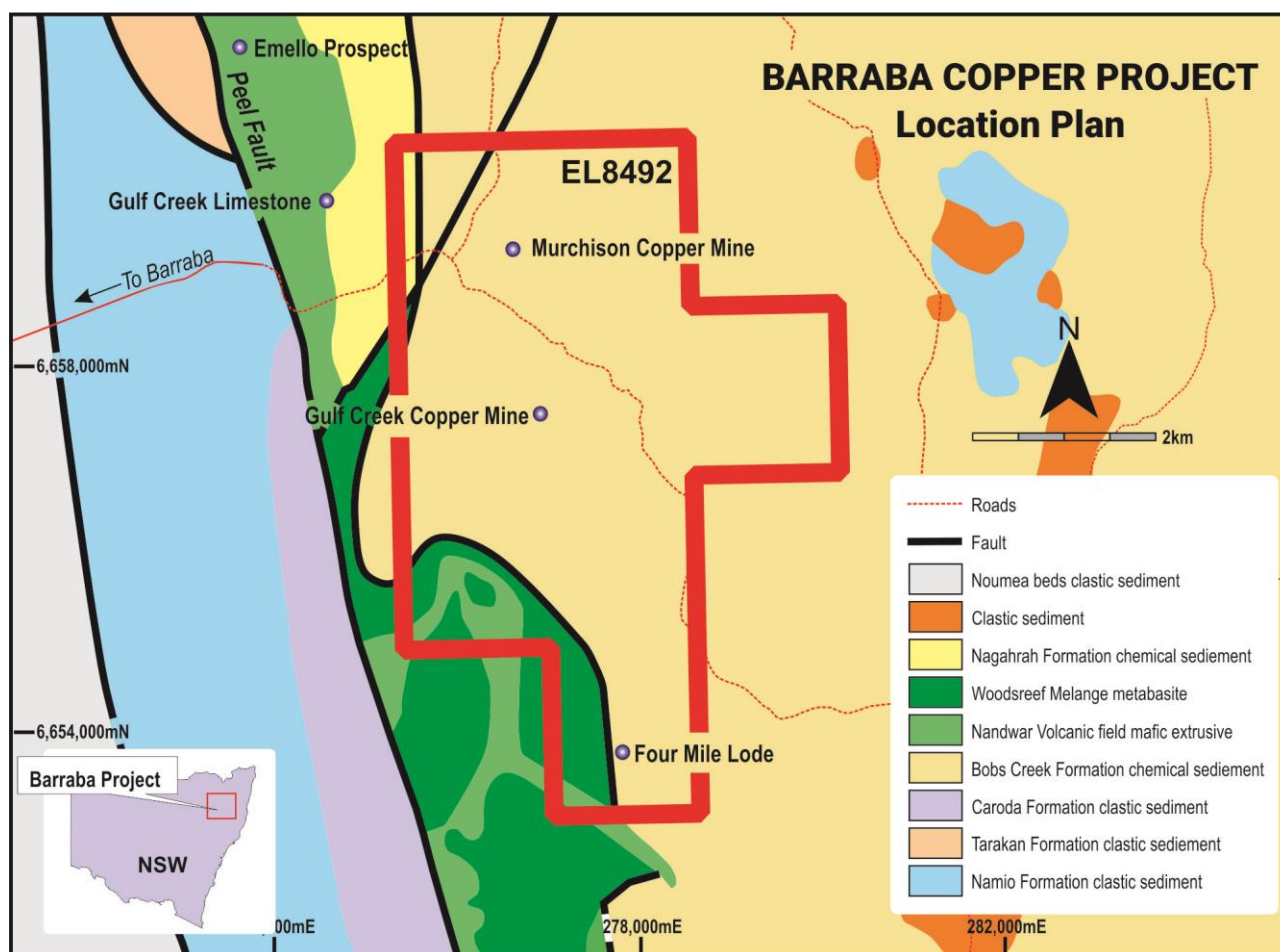 BARRABA COPPER PROJECT
Location Plan
Emello Prospect
Peel Fault
EL8492
Gulf Creek Limestone
Murchison Copper Mine
To Barraba
N
6,658,000mN
Gulf Creek Copper Mine
2km
Roads
Fault
Noumea beds clastic sediment
Clastic sediment
Nagahrah Formation chemical sediement
Woodsreef Melange metabasite
Nandwar Volcanic field mafic extrusive
Bobs Creek Formation chemical sediement
Caroda Formation clastic sediment
Tarakan Formation clastic sediment
Namio Formation clastic sediment
6,654,000mN
Four Mile Lode
Barraba Project
NSW
00mE
278,000mE
282,000mE